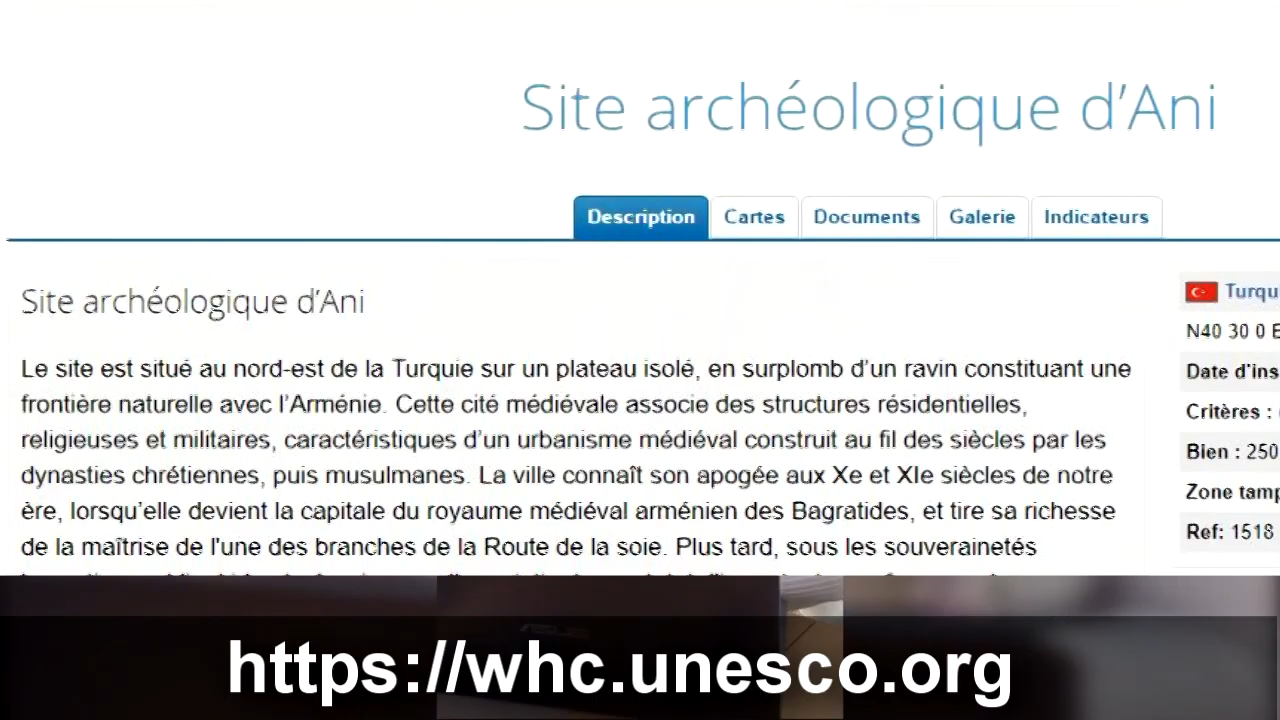 Site archéologique d’Ani
Description
Cartes
Documents
Galerie
Indicateurs
Site archéologique d’Ani
Le site est situé au nord-est de la Turquie sur un plateau isolé, en surplomb d’un ravin constituant une
frontière naturelle avec l’Arménie. Cette cité médiévale associe des structures résidentielles,
religieuses et militaires, caractéristiques d’un urbanisme médiéval construit au fil des siècles par les
dynasties chrétiennes, puis musulmanes. La ville connaît son apogée aux Xe et XIe siècles de notre
ère, lorsqu’elle devient la capitale du royaume médiéval arménien des Bagratides, et tire sa richesse
de la maîtrise de l'une des branches de la Route de la soie. Plus tard, sous les souverainetés
Turqu
N40 30 0 E
Date d'ins
Critères :
Bien : 250
Zone tamp
Ref: 1518
https://whc.unesco.org